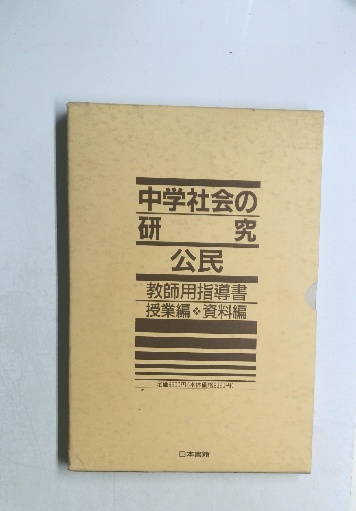 中学社会の
研究
公民
教師用指導書
授業編❖資料編
日本書籍